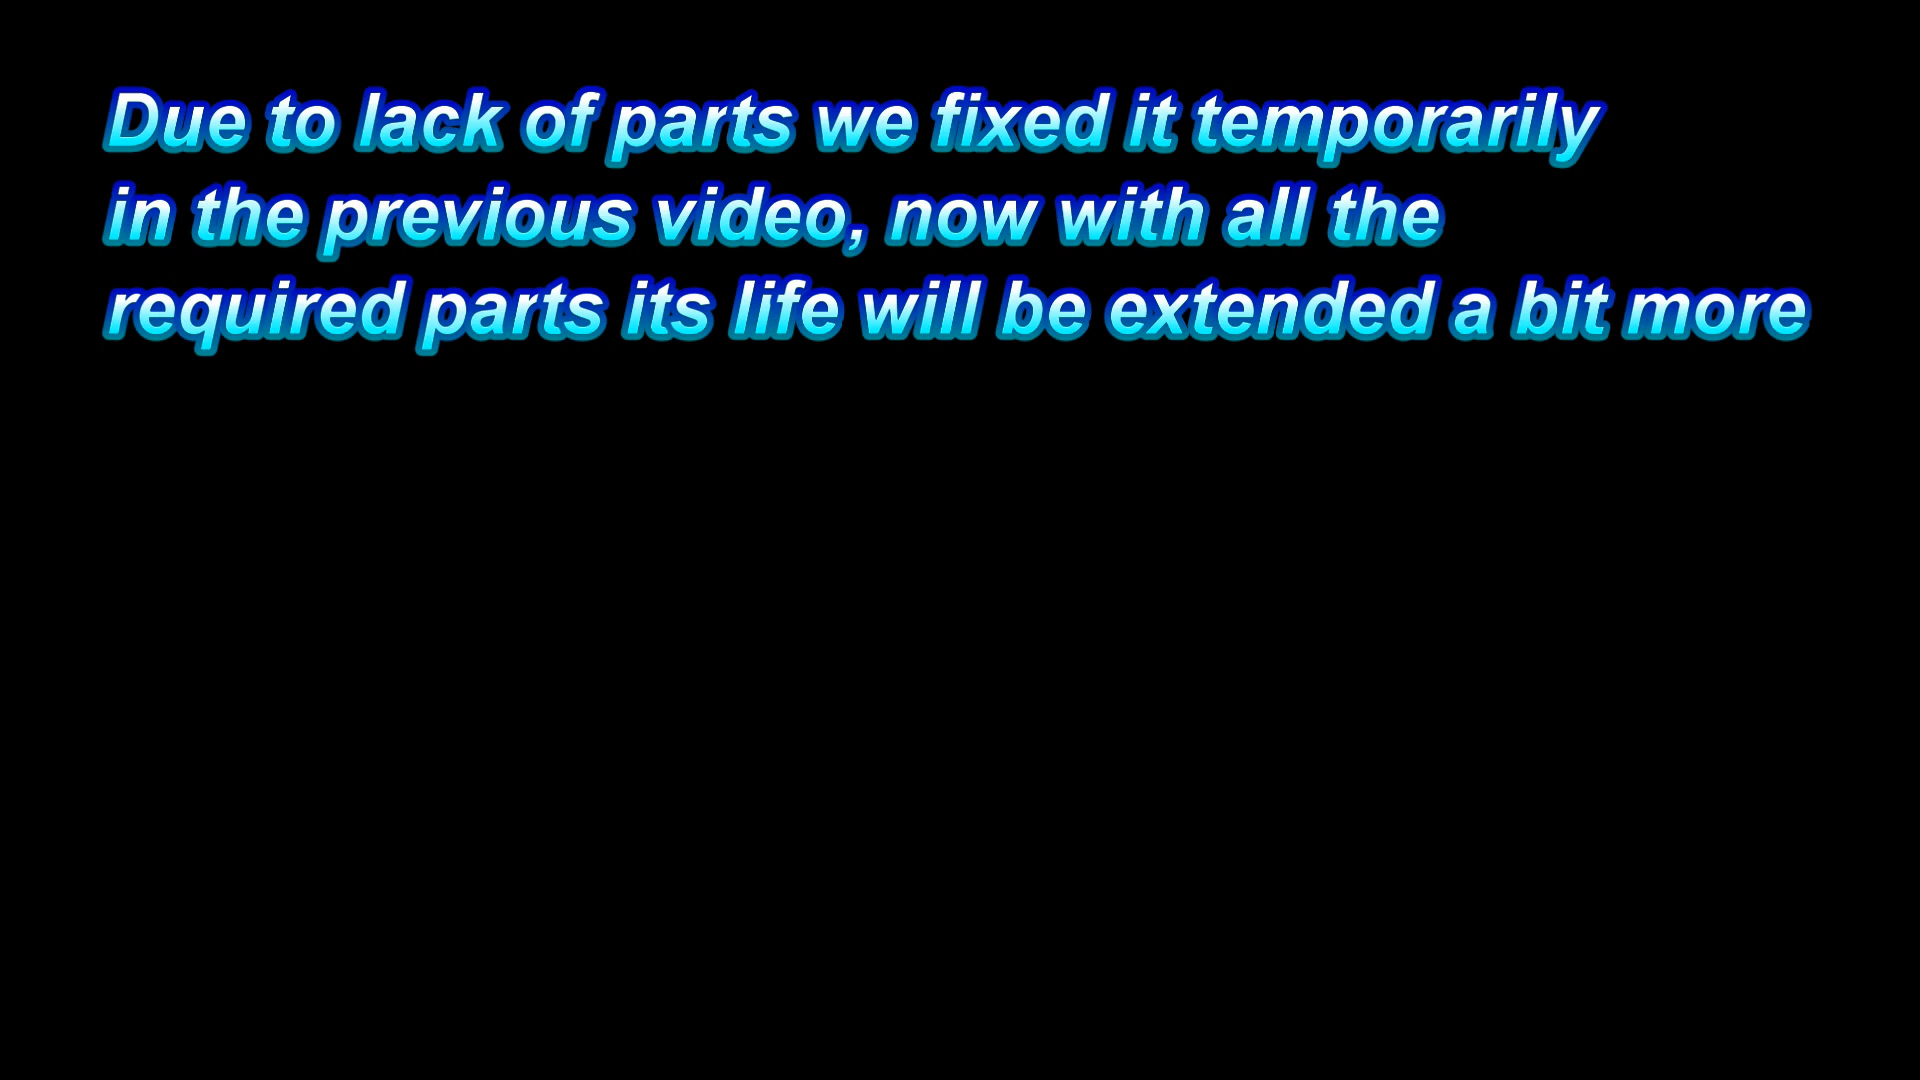 Due to lack of parts we fixed it temporarily
in the previous video, now with all the
required parts its life will be extended a bit more